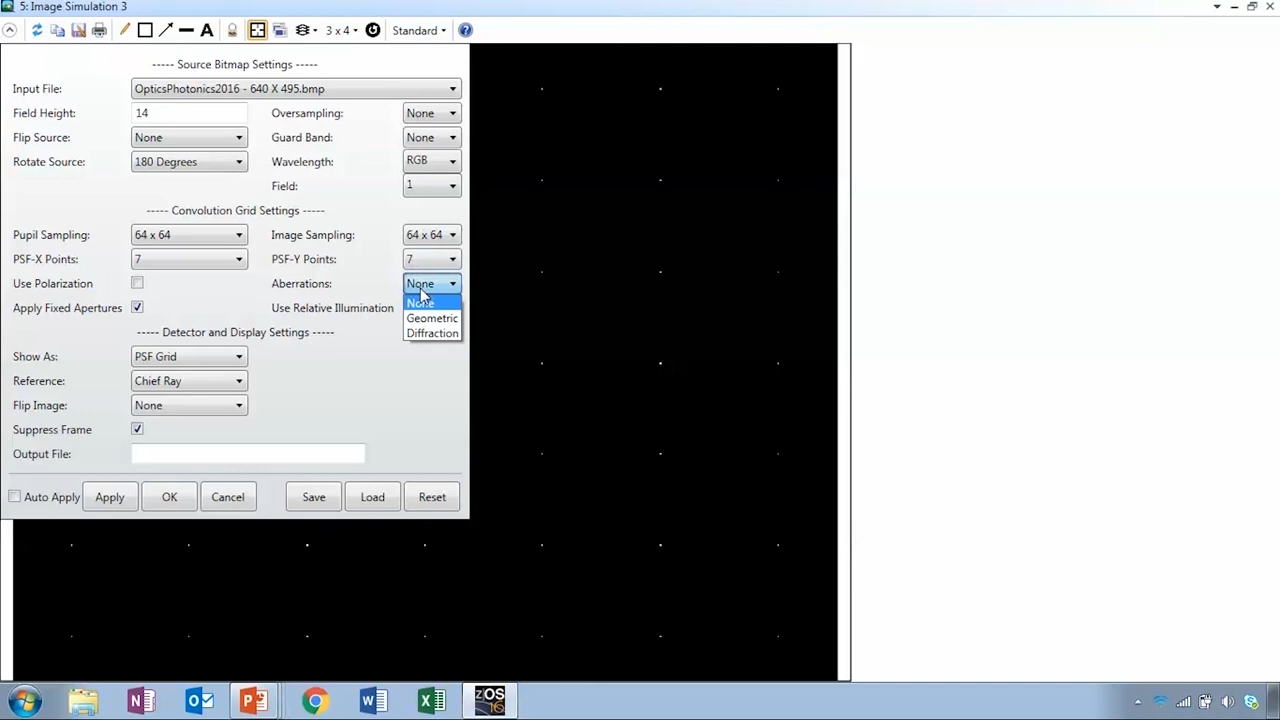 5: Image Simulation 3
A 3 x 4 Standard
----- Source Bitmap Settings -----
Input File: OpticsPhotonics2016 - 640 X 495.bmp
Field Height: 14 Oversampling: None
Flip Source: None Guard Band: None
Rotate Source: 180 Degrees Wavelength: RGB
Field: 1
----- Convolution Grid Settings -----
Pupil Sampling: 64 x 64 Image Sampling: 64 x 64
PSF-X Points: 7 PSF-Y Points: 7
Use Polarization Aberrations: None
None
Apply Fixed Apertures Use Relative Illumination
Geometric
Diffraction
----- Detector and Display Settings -----
Show As: PSF Grid
Reference: Chief Ray
Flip Image: None
Suppress Frame
Output File:
Auto Apply Apply OK Cancel Save Load Reset
ZOS
16